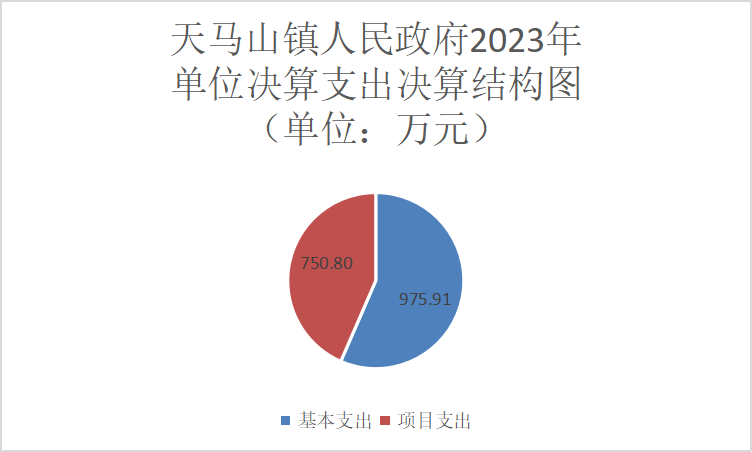 天马山镇人民政府2023年
单位决算支出决算结构图
（单位：万元）
750.80
975.91
基本支出 项目支出